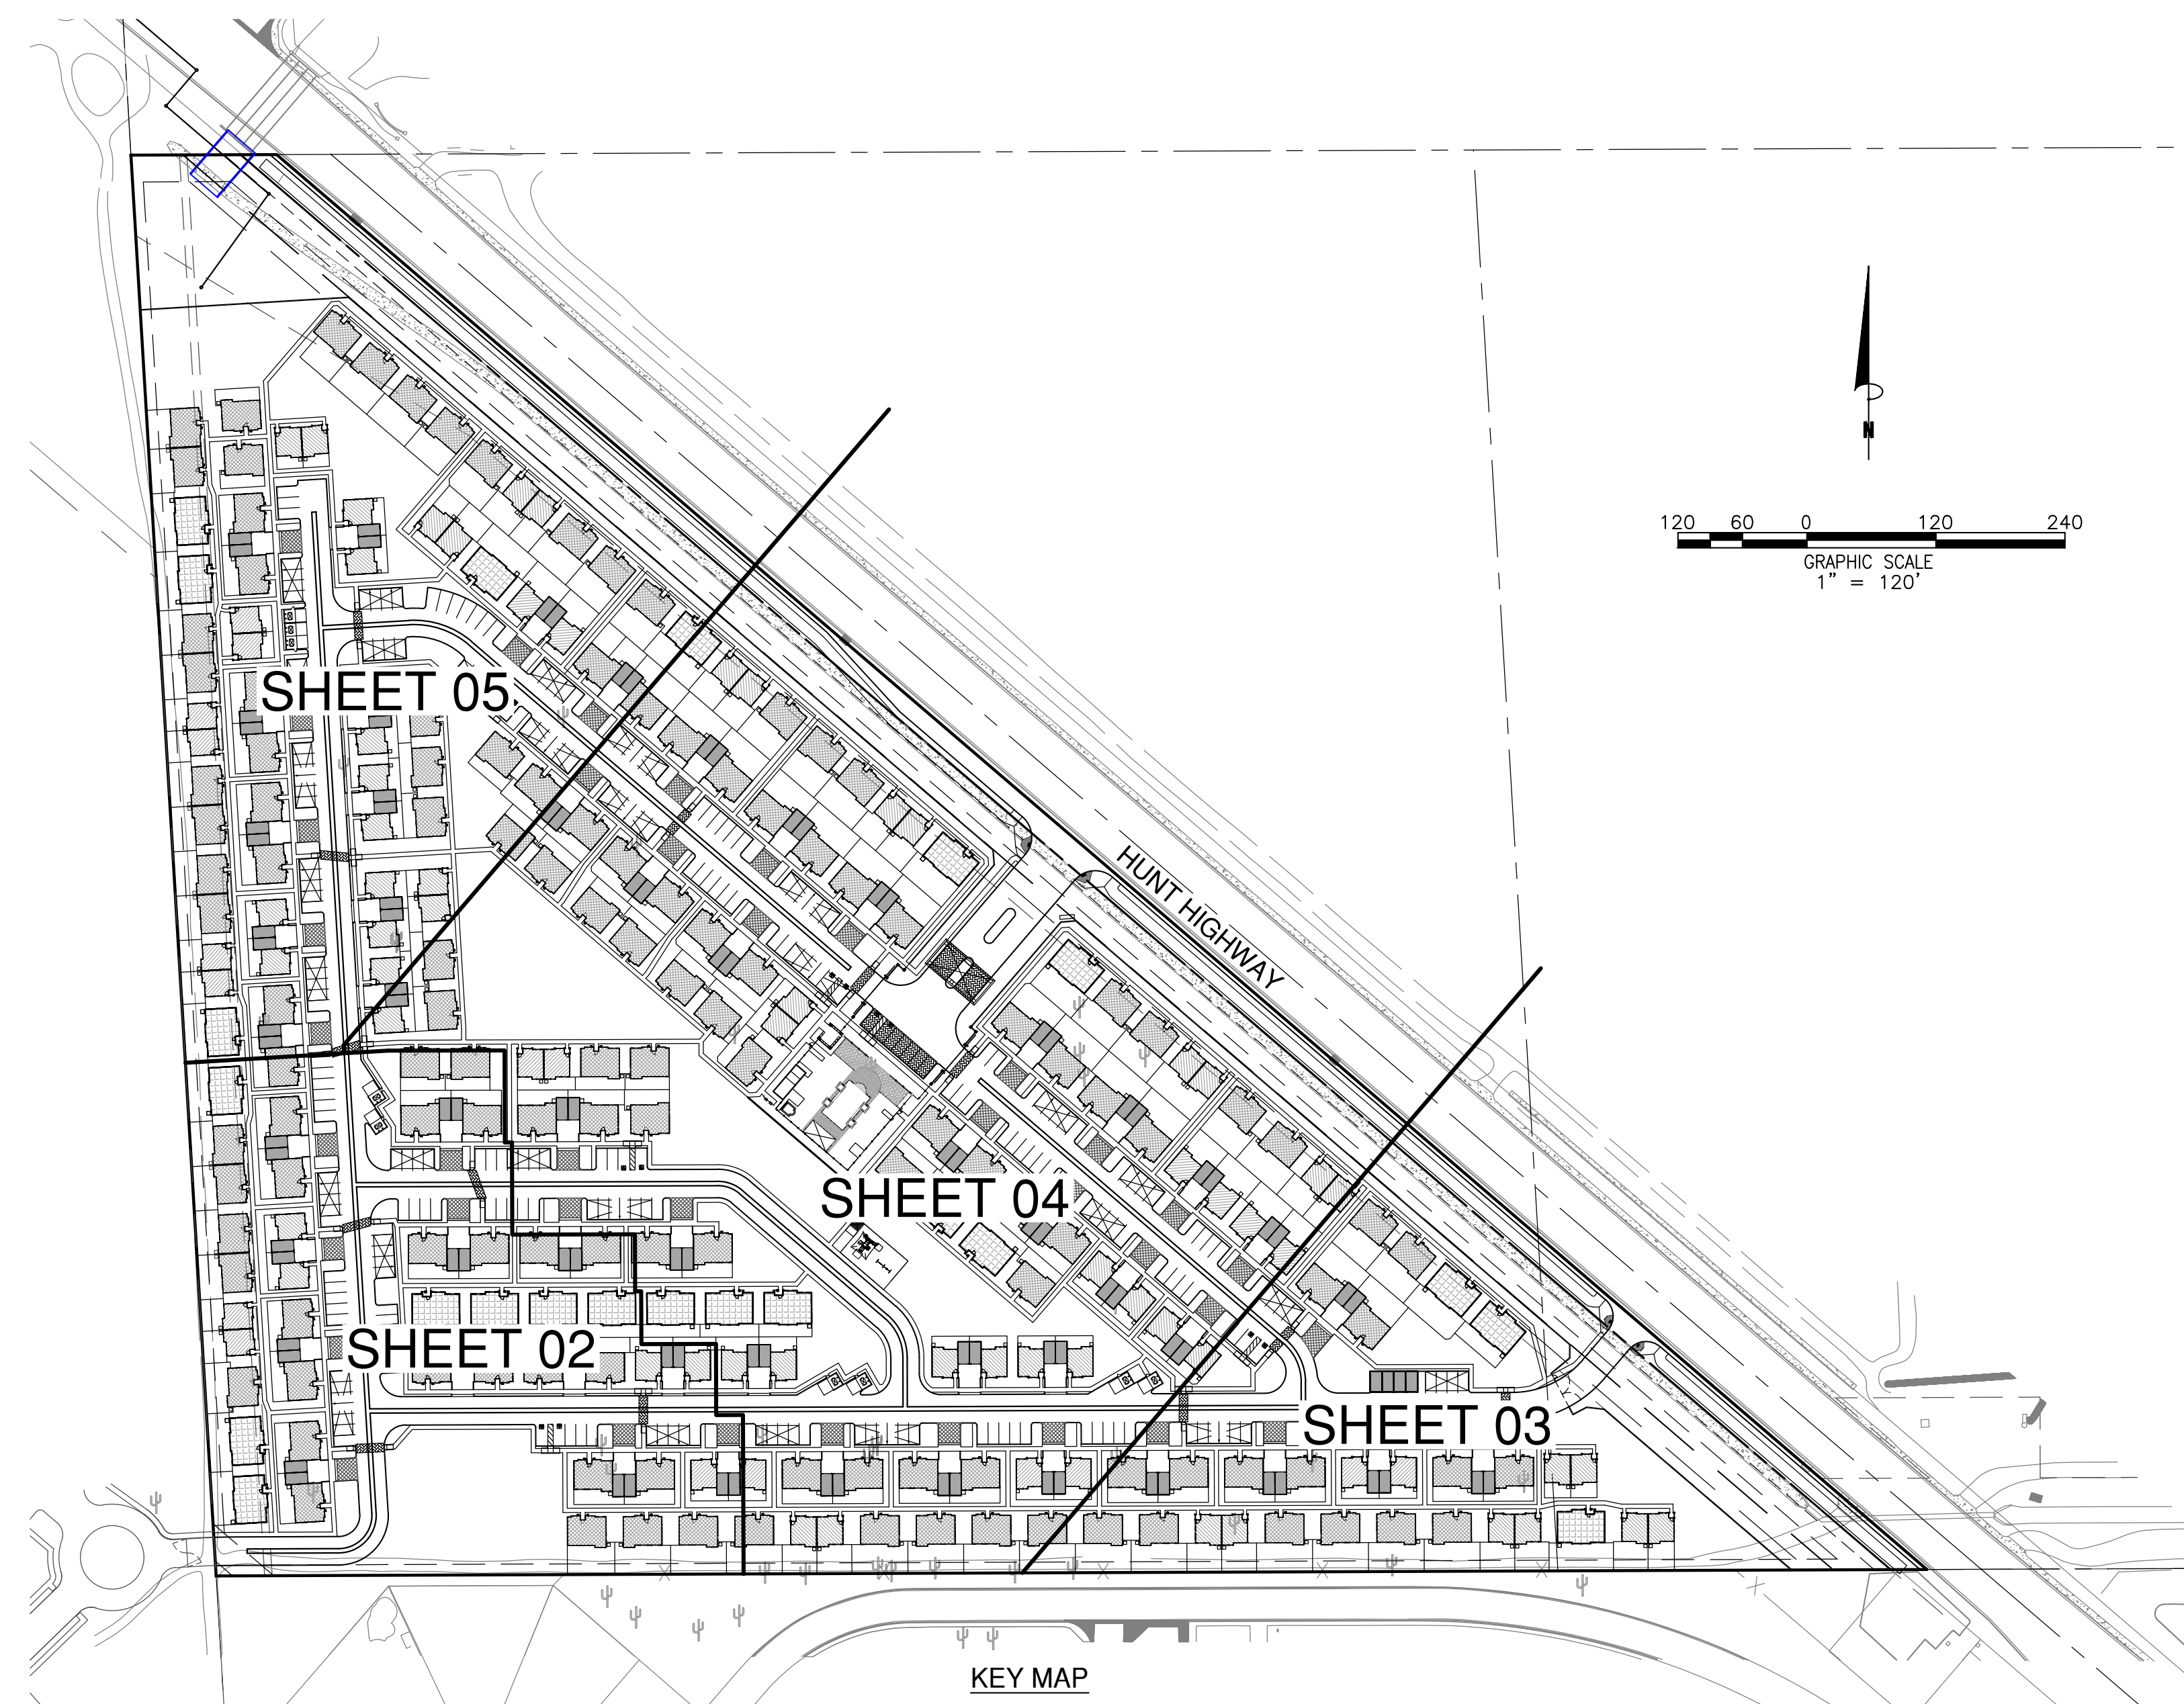 N
120 60 0 120 240
GRAPHIC SCALE
1" = 120'
SHEET 05
HUNT HIGHWAY
SHEET 04
SHEET 02
SHEET 03
KEY MAP